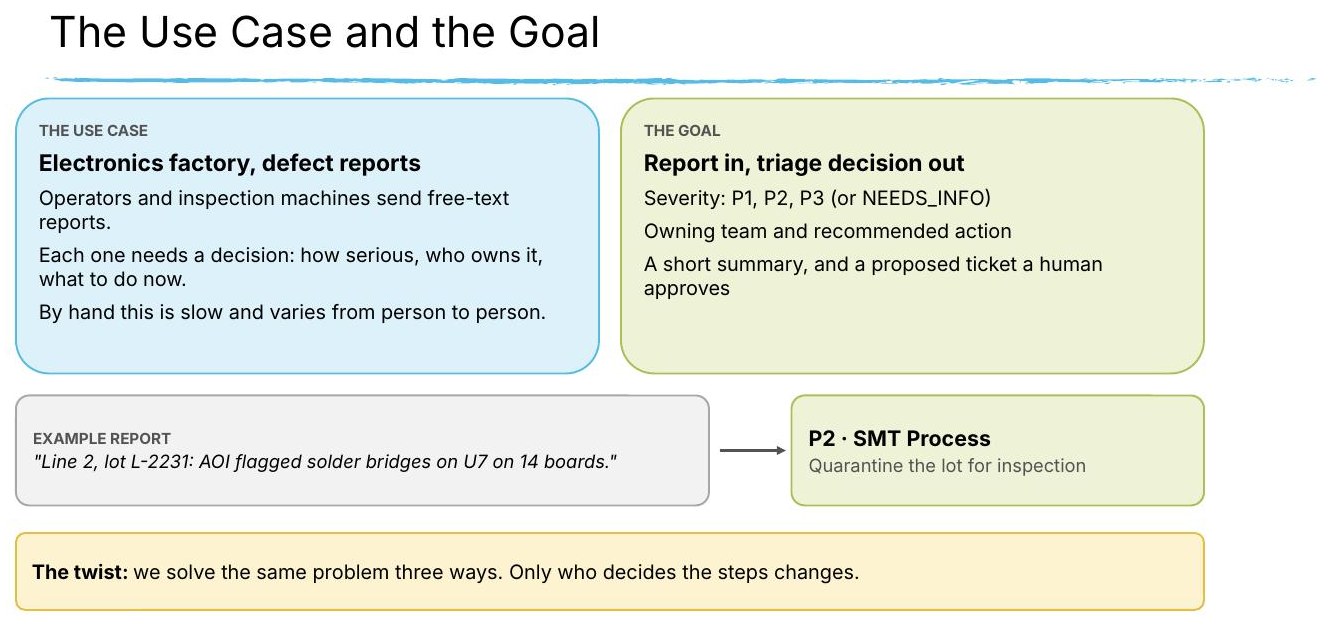 The Use Case and the Goal
THE USE CASE
Electronics factory, defect reports
Operators and inspection machines send free-text
reports.
Each one needs a decision: how serious, who owns it,
what to do now.
By hand this is slow and varies from person to person.
THE GOAL
Report in, triage decision out
Severity: P1, P2, P3 (or NEEDS_INFO)
Owning team and recommended action
A short summary, and a proposed ticket a human
approves
EXAMPLE REPORT
"Line 2, lot L-2231: AOI flagged solder bridges on U7 on 14 boards."
P2 · SMT Process
Quarantine the lot for inspection
The twist: we solve the same problem three ways. Only who decides the steps changes.